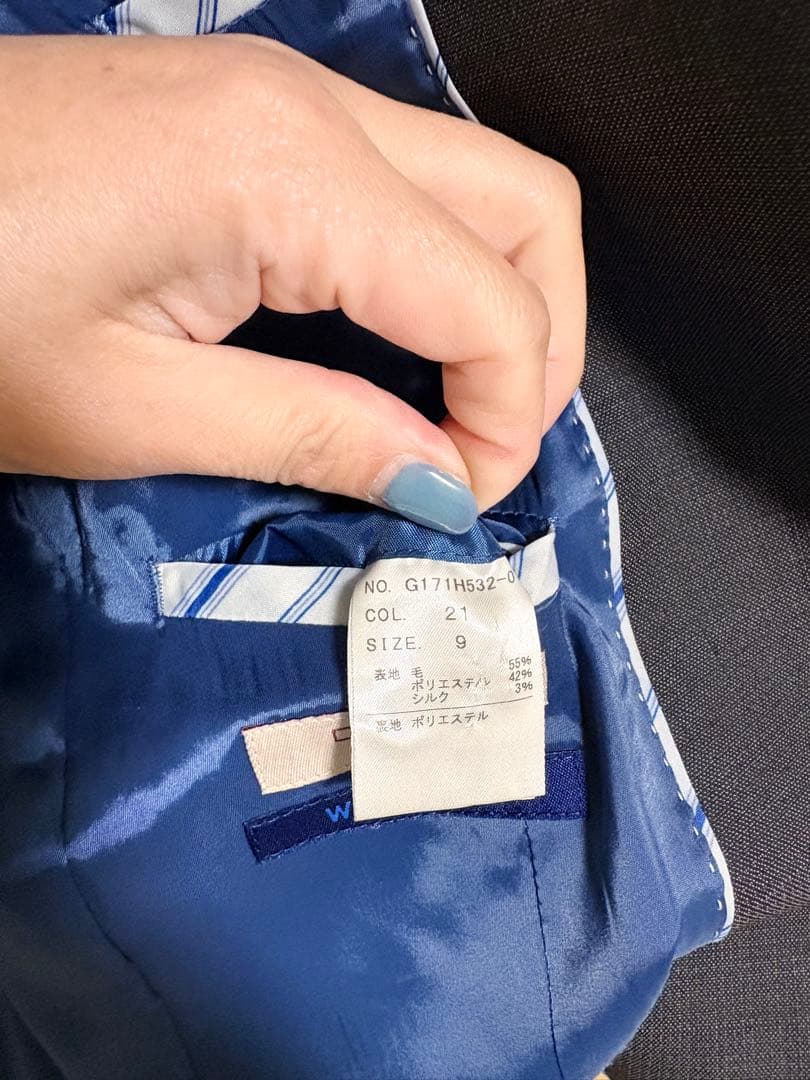 NO. G171H532-0
COL. 21
SIZE. 9
表地 毛 55%
ポリエステル 42%
シルク 3%
裏地 ポリエステル
W